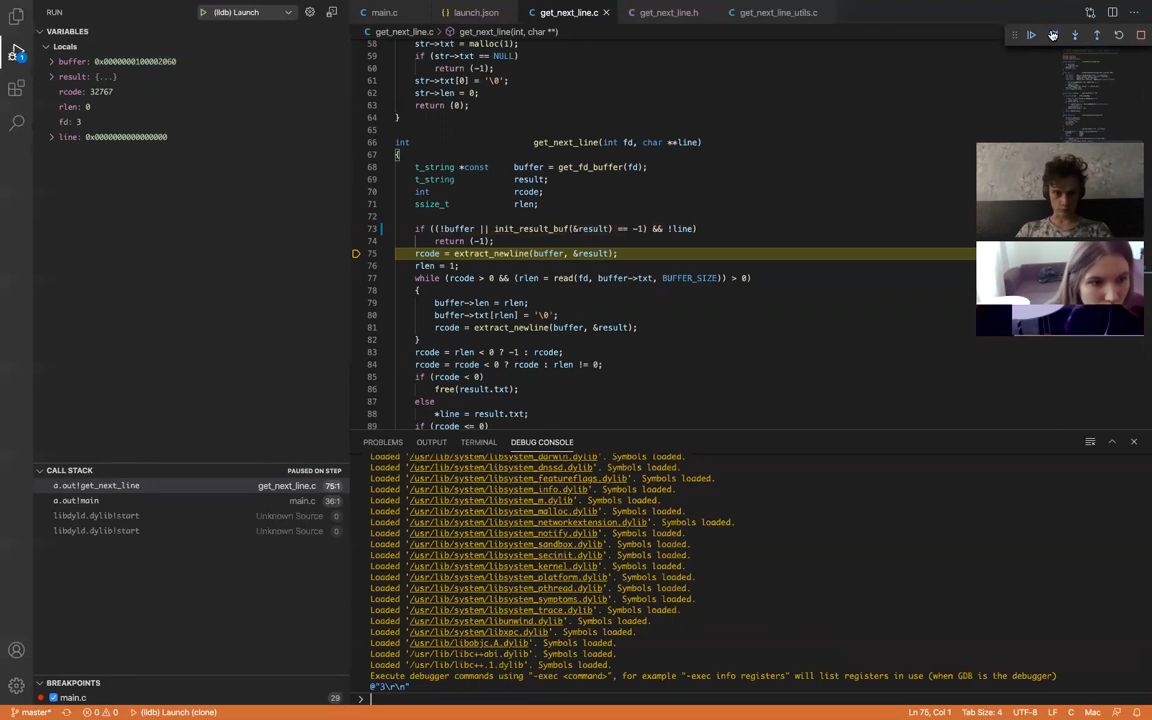 RUN
(lldb) Launch
main.c
launch.json
get_next_line.c
get_next_line.h
get_next_line_utils.c
get_next_line.c > get_next_line(int, char **)
VARIABLES
Locals
buffer: 0x0000000100002060
result: {...}
rcode: 32767
rlen: 0
fd: 3
line: 0x0000000000000000
58 str->txt = malloc(1);
59 if (str->txt == NULL)
60 return (-1);
61 str->txt[0] = '\0';
62 str->len = 0;
63 return (0);
64 }
65
66 int get_next_line(int fd, char **line)
67 {
68 t_string *const buffer = get_fd_buffer(fd);
69 t_string result;
70 int rcode;
71 ssize_t rlen;
72
73 if ((!buffer || init_result_buf(&result) == -1) && !line)
74 return (-1);
75 rcode = extract_newline(buffer, &result);
76 rlen = 1;
77 while (rcode > 0 && (rlen = read(fd, buffer->txt, BUFFER_SIZE)) > 0)
78 {
79 buffer->len = rlen;
80 buffer->txt[rlen] = '\0';
81 rcode = extract_newline(buffer, &result);
82 }
83 rcode = rlen < 0 ? -1 : rcode;
84 rcode = rcode < 0 ? rcode : rlen != 0;
85 if (rcode < 0)
86 free(result.txt);
87 else
88 *line = result.txt;
89 if (rcode <= 0)
CALL STACK
PAUSED ON STEP
a.out!get_next_line get_next_line.c 75:1
a.out!main main.c 36:1
libdyld.dylib!start Unknown Source 0
libdyld.dylib!start Unknown Source 0
BREAKPOINTS
main.c 29
PROBLEMS OUTPUT TERMINAL DEBUG CONSOLE
Loaded '/usr/lib/system/libsystem_darwin.dylib'. Symbols loaded.
Loaded '/usr/lib/system/libsystem_dnssd.dylib'. Symbols loaded.
Loaded '/usr/lib/system/libsystem_featureflags.dylib'. Symbols loaded.
Loaded '/usr/lib/system/libsystem_info.dylib'. Symbols loaded.
Loaded '/usr/lib/system/libsystem_m.dylib'. Symbols loaded.
Loaded '/usr/lib/system/libsystem_malloc.dylib'. Symbols loaded.
Loaded '/usr/lib/system/libsystem_networkextension.dylib'. Symbols loaded.
Loaded '/usr/lib/system/libsystem_notify.dylib'. Symbols loaded.
Loaded '/usr/lib/system/libsystem_sandbox.dylib'. Symbols loaded.
Loaded '/usr/lib/system/libsystem_secinit.dylib'. Symbols loaded.
Loaded '/usr/lib/system/libsystem_kernel.dylib'. Symbols loaded.
Loaded '/usr/lib/system/libsystem_platform.dylib'. Symbols loaded.
Loaded '/usr/lib/system/libsystem_pthread.dylib'. Symbols loaded.
Loaded '/usr/lib/system/libsystem_symptoms.dylib'. Symbols loaded.
Loaded '/usr/lib/system/libsystem_trace.dylib'. Symbols loaded.
Loaded '/usr/lib/system/libunwind.dylib'. Symbols loaded.
Loaded '/usr/lib/system/libxpc.dylib'. Symbols loaded.
Loaded '/usr/lib/libobjc.A.dylib'. Symbols loaded.
Loaded '/usr/lib/libc++abi.dylib'. Symbols loaded.
Loaded '/usr/lib/libc++.1.dylib'. Symbols loaded.
Execute debugger commands using "-exec <command>", for example "-exec info registers" will list registers in use (when GDB is the debugger)
@"3\r\n"
>
master* 0 0 (lldb) Launch (clone)
Ln 75, Col 1 Tab Size: 4 UTF-8 LF C Mac